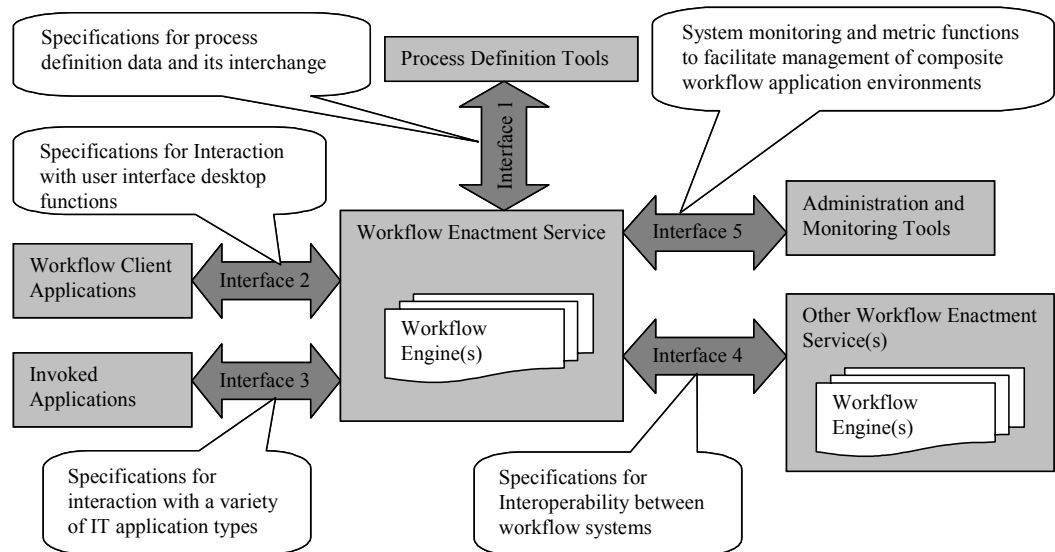 Specifications for process
definition data and its interchange
Process Definition Tools
System monitoring and metric functions
to facilitate management of composite
workflow application environments
Interface 1
Specifications for Interaction
with user interface desktop
functions
Workflow Enactment Service
Interface 5
Administration and
Monitoring Tools
Workflow Client
Applications
Interface 2
Workflow
Engine(s)
Other Workflow Enactment
Service(s)
Interface 4
Invoked
Applications
Interface 3
Workflow
Engine(s)
Specifications for
interaction with a variety
of IT application types
Specifications for
Interoperability between
workflow systems